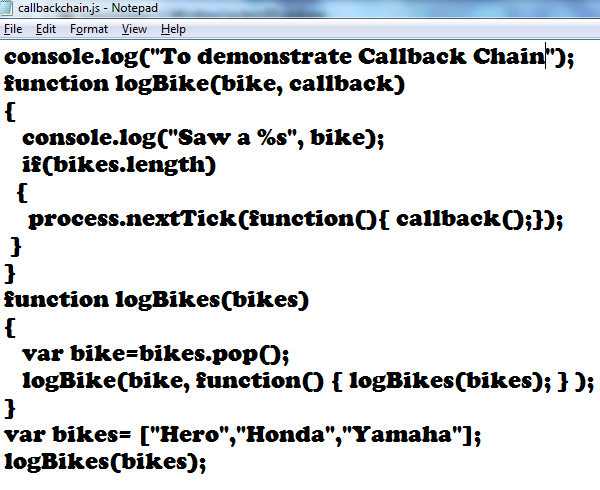 callbackchain.js - Notepad
File Edit Format View Help
console.log("To demonstrate Callback Chain");
function logBike(bike, callback)
{
   console.log("Saw a %s", bike);
   if(bikes.length)
  {
    process.nextTick(function(){ callback();});
 }
}
function logBikes(bikes)
{
   var bike=bikes.pop();
   logBike(bike, function() { logBikes(bikes); } );
}
var bikes= ["Hero","Honda","Yamaha"];
logBikes(bikes);